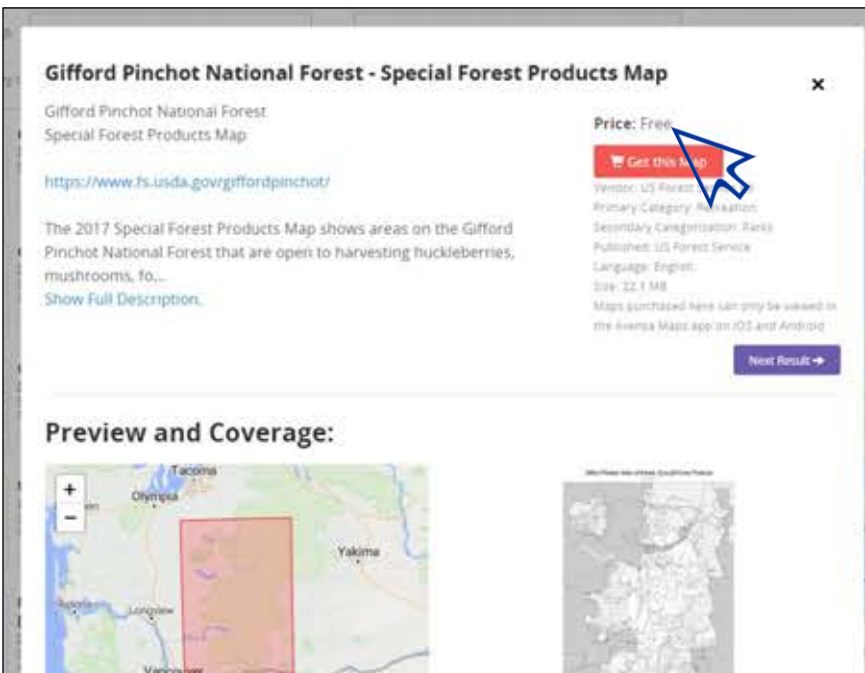 Gifford Pinchot National Forest - Special Forest Products Map
Gifford Pinchot National Forest
Special Forest Products Map
https://www.fs.usda.gov/giffordpinchot/
The 2017 Special Forest Products Map shows areas on the Gifford
Pinchot National Forest that are open to harvesting huckleberries,
mushrooms, fo...
Show Full Description.
Price: Free
Get this Map
Vendor: US Forest
Primary Category: Recreation
Secondary Categorization: Parks
Published: US Forest Service
Language: English
Size: 22.1 MB
Maps purchased here can only be viewed in
the Avenza Maps app on iOS and Android
Next Result →
Preview and Coverage:
+
−
Tacoma
Olympia
Yakima
Astoria
Longview
Vancouver